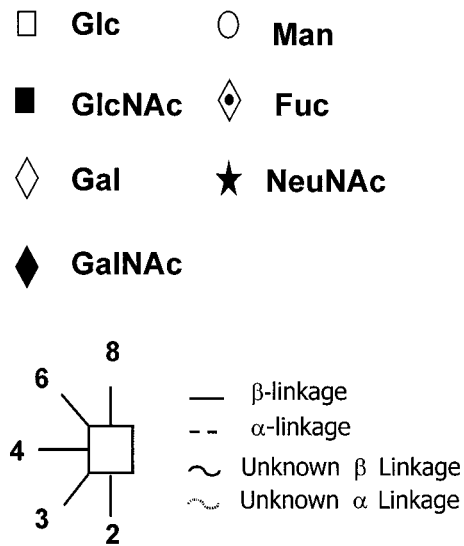 Glc
Man
GlcNAc
Fuc
Gal
NeuNAc
GalNAc
8
6
4
3
2
β-linkage
α-linkage
Unknown β Linkage
Unknown α Linkage